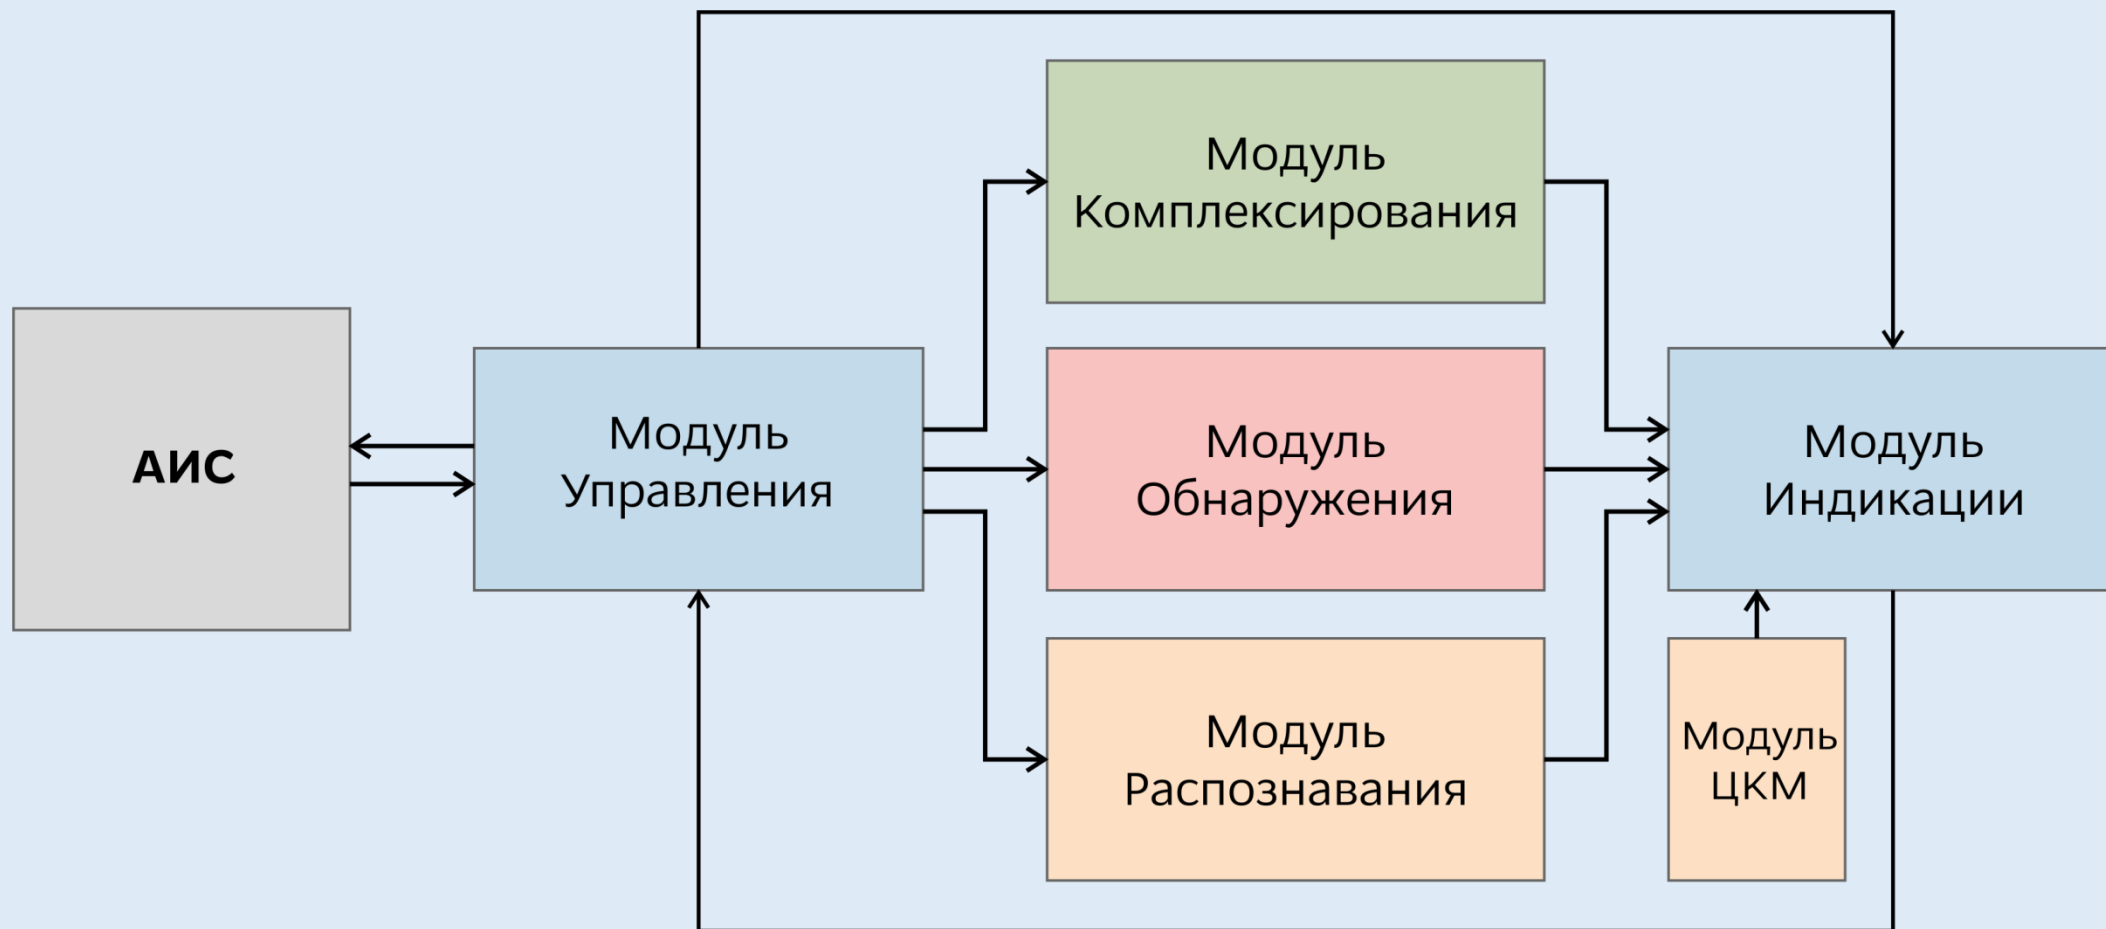 Модуль
Комплексирования
АИС
Модуль
Управления
Модуль
Обнаружения
Модуль
Индикации
Модуль
Распознавания
Модуль
ЦКМ